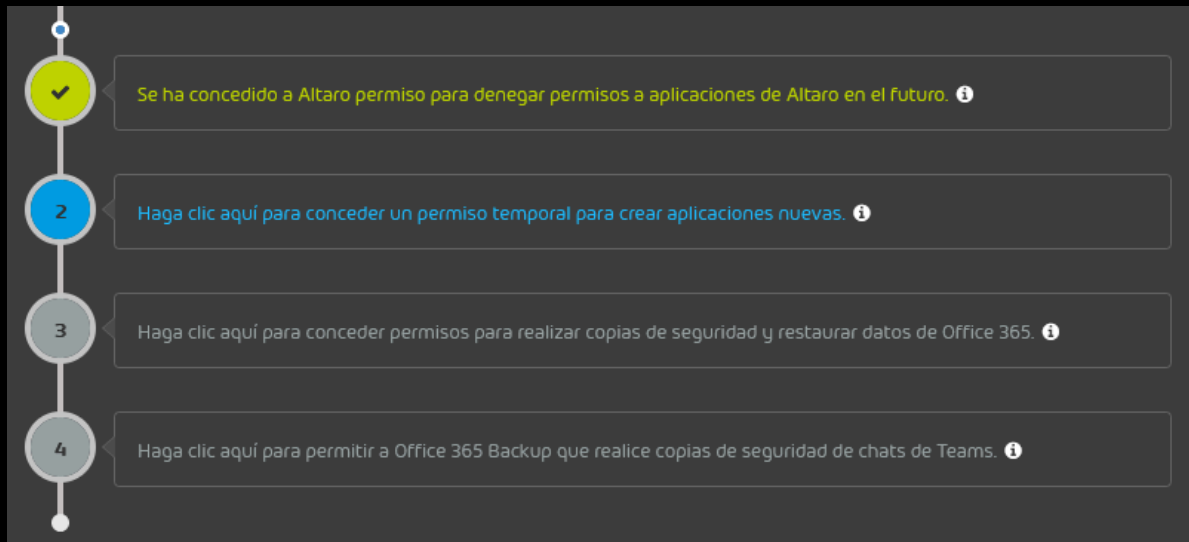 Se ha concedido a Altaro permiso para denegar permisos a aplicaciones de Altaro en el futuro.
2
Haga clic aquí para conceder un permiso temporal para crear aplicaciones nuevas.
3
Haga clic aquí para conceder permisos para realizar copias de seguridad y restaurar datos de Office 365.
4
Haga clic aquí para permitir a Office 365 Backup que realice copias de seguridad de chats de Teams.